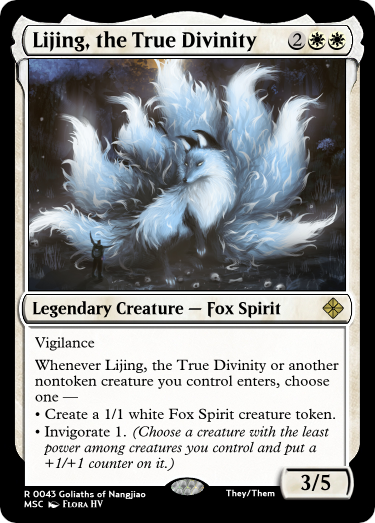 Lijing, the True Divinity 2
Legendary Creature — Fox Spirit
Vigilance
Whenever Lijing, the True Divinity or another
nontoken creature you control enters, choose
one —
• Create a 1/1 white Fox Spirit creature token.
• Invigorate 1. (Choose a creature with the least
power among creatures you control and put a
+1/+1 counter on it.)
3/5
R 0043 Goliaths of Nangjiao They/Them
MSC Flora HV